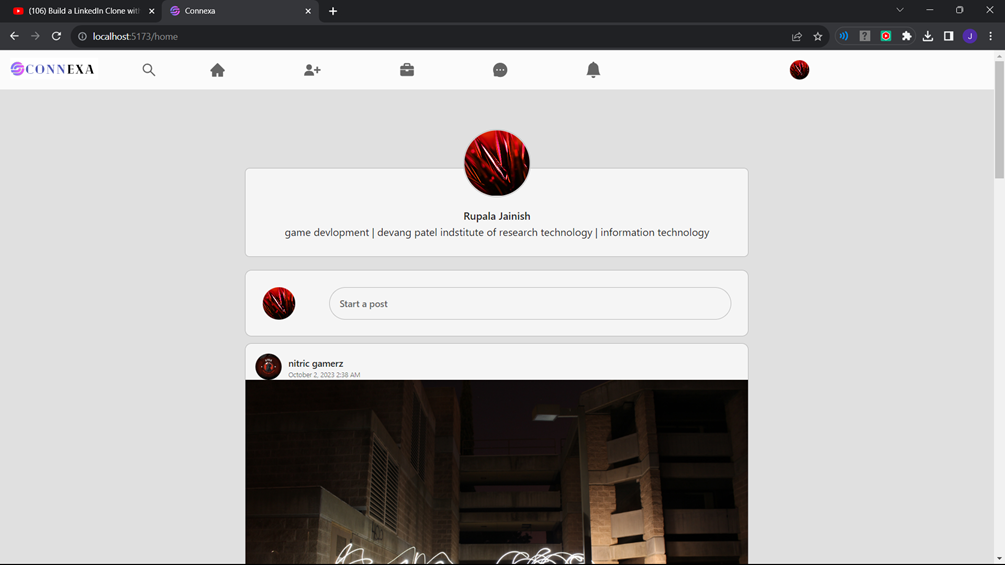 (106) Build a LinkedIn Clone with
Connexa
localhost:5173/home
J
CONNEXA
Rupala Jainish
game devlopment | devang patel indstitute of research technology | information technology
Start a post
nitric gamerz
October 2, 2023 2:38 AM